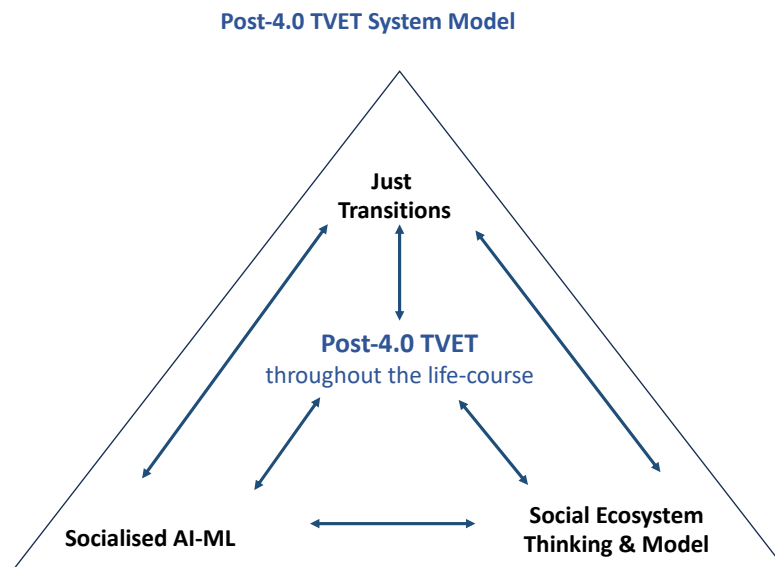 Post-4.0 TVET System Model
Just
Transitions
Post-4.0 TVET
throughout the life-course
Socialised AI-ML
Social Ecosystem
Thinking & Model